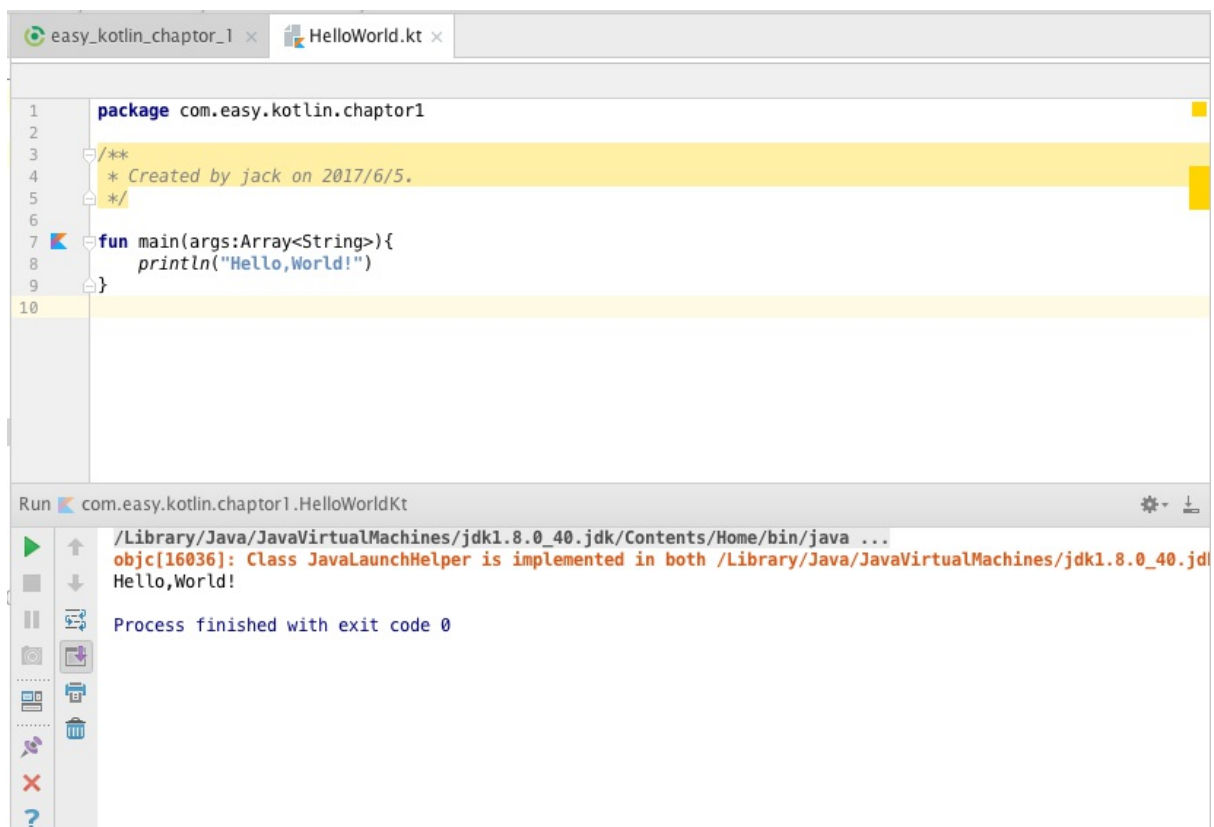 easy_kotlin_chaptor_1 HelloWorld.kt
1 package com.easy.kotlin.chaptor1
2
3 /**
4 * Created by jack on 2017/6/5.
5 */
6
7 fun main(args:Array<String>){
8 println("Hello,World!")
9 }
10
Run com.easy.kotlin.chaptor1.HelloWorldKt
/Library/Java/JavaVirtualMachines/jdk1.8.0_40.jdk/Contents/Home/bin/java ...
objc[16036]: Class JavaLaunchHelper is implemented in both /Library/Java/JavaVirtualMachines/jdk1.8.0_40.jd
Hello,World!
Process finished with exit code 0